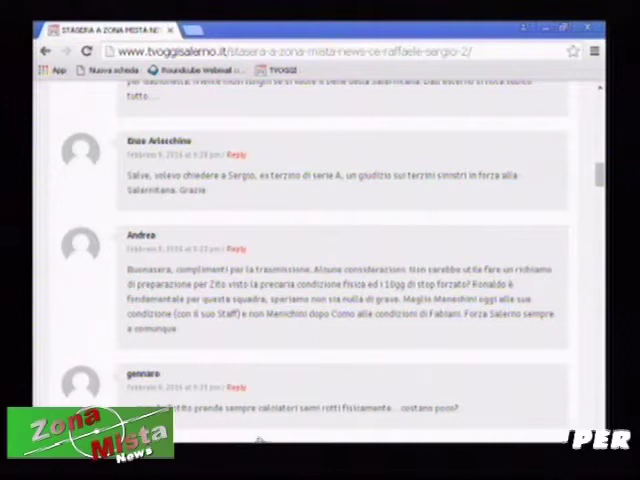 STASERA A ZONA MISTA NE
www.tvoggisalerno.it/stasera-a-zona-mista-news-ce-raffaele-sergio-2/
App Nuova scheda Roundcube Webmail TVOGGI
tutto....
Enzo Arlecchino
Reply
Salve, volevo chiedere a Sergio, ex terzino di serie A, un giudizio sui terzini sinistri in forza alla
Salernitana. Grazie
Andrea
Reply
Buonasera, complimenti per la trasmissione. Alcune considerazioni. Non sarebbe utile fare un richiamo
di preparazione per Zito visto la precaria condizione fisica ed i 10gg di stop forzato? Ronaldo è
fondamentale per questa squadra, speriamo non sia nulla di grave. Meglio Menichini oggi alle sue
condizione (con il suo Staff) e non Menichini dopo Como alle condizioni di Fabiani. Forza Salerno sempre
e comunque
gennaro
Reply
prende sempre calciatori semi rotti fisicamente...costano poco?
Zona
Mista
News
PER